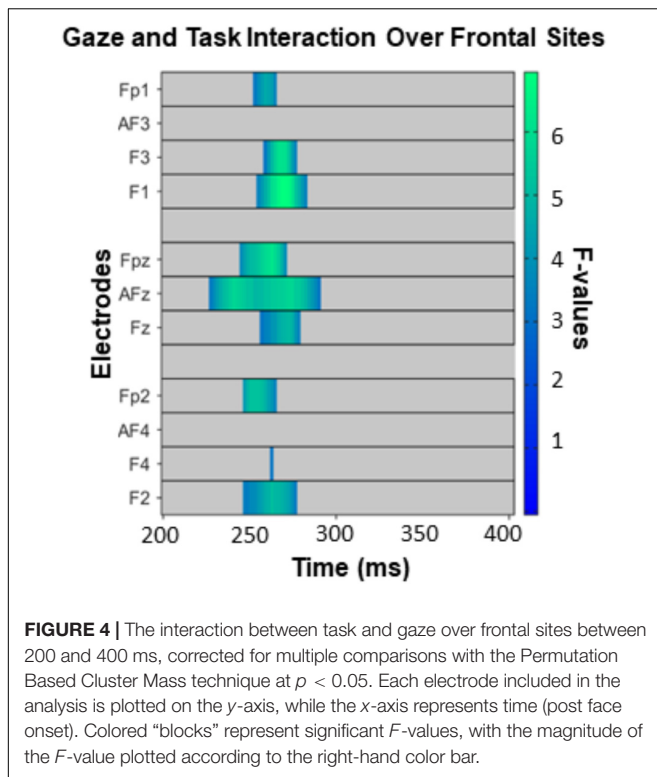 Gaze and Task Interaction Over Frontal Sites
Fp1
AF3
F3
F1
Fpz
AFz
Fz
Fp2
AF4
F4
F2
Electrodes
200
250
300
400
Time (ms)
6
5
4
3
2
1
F-values
FIGURE 4 | The interaction between task and gaze over frontal sites between
200 and 400 ms, corrected for multiple comparisons with the Permutation
Based Cluster Mass technique at p < 0.05. Each electrode included in the
analysis is plotted on the y-axis, while the x-axis represents time (post face
onset). Colored “blocks” represent significant F-values, with the magnitude of
the F-value plotted according to the right-hand color bar.